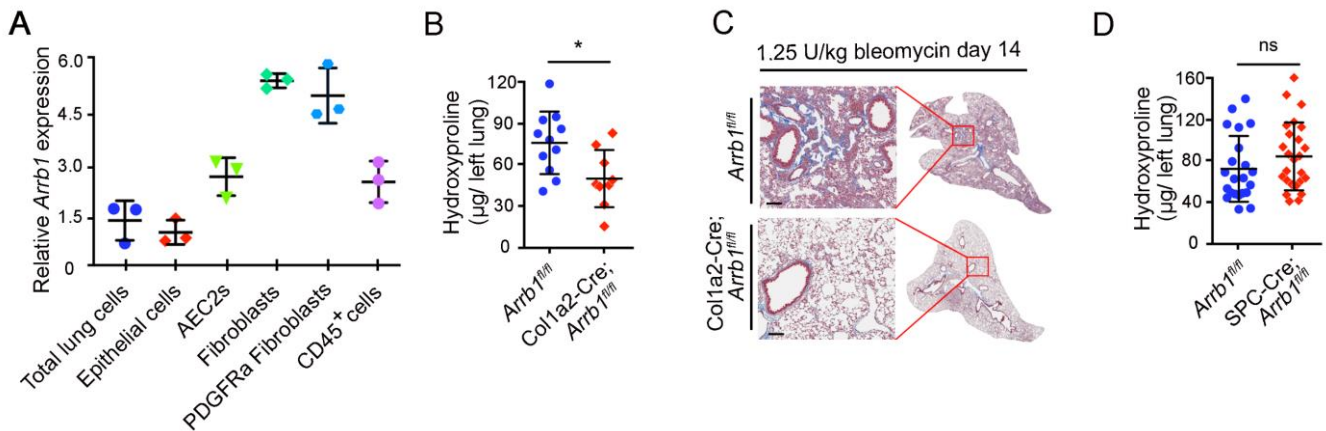 A
Relative Arrb1 expression
6.0
4.5
3.0
1.5
0
Total lung cells
Epithelial cells
AEC2s
Fibroblasts
PDGFRa Fibroblasts
CD45+ cells
B
*
Hydroxyproline
(µg/ left lung)
120
90
60
30
0
Arrb1fl/fl
Col1a2-Cre;
Arrb1fl/fl
C
1.25 U/kg bleomycin day 14
Arrb1fl/fl
Col1a2-Cre;
Arrb1fl/fl
D
ns
Hydroxyproline
(µg/ left lung)
160
120
80
40
0
Arrb1fl/fl
SPC-Cre;
Arrb1fl/fl